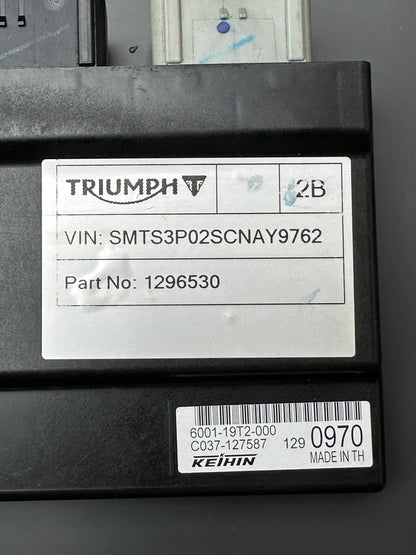 TRIUMPH 2B
VIN: SMTS3P02SCNAY9762
Part No: 1296530
6001-19T2-000
C037-127587 129 0970
KEIHIN MADE IN TH